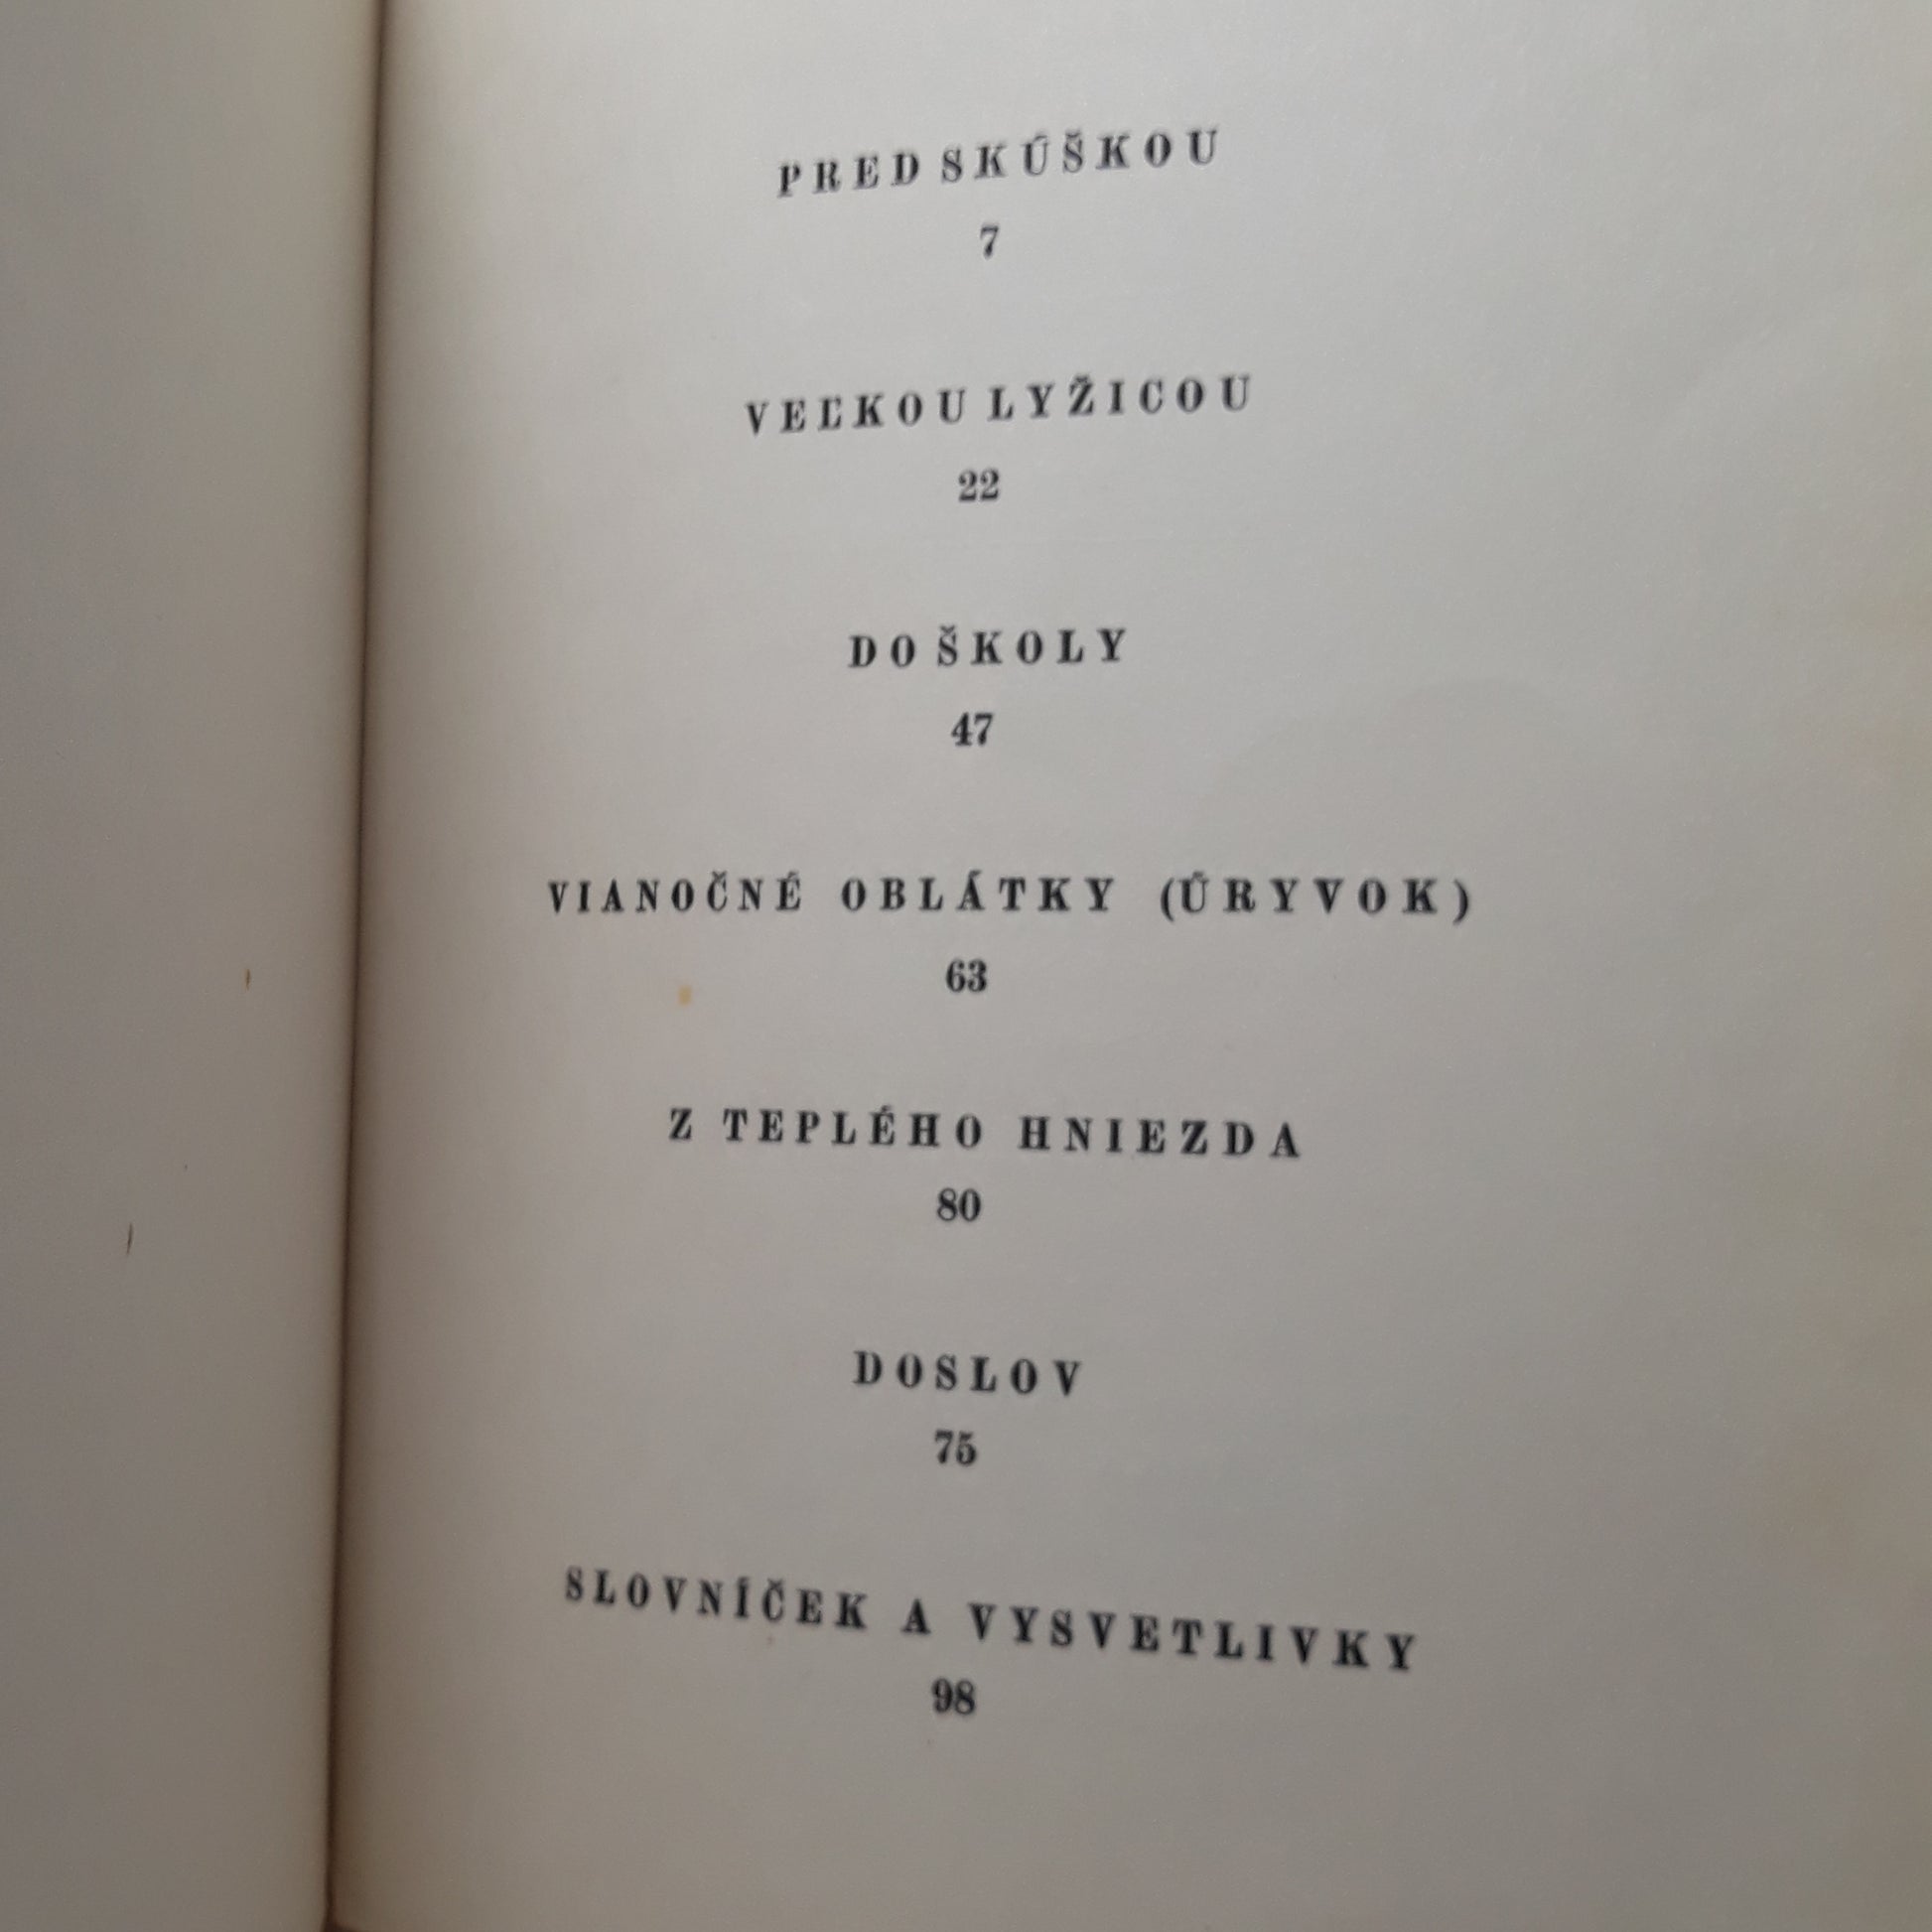 PRED SKÚŠKOU
7
VEĽKOU LYŽICOU
22
DO ŠKOLY
47
VIANOČNÉ OBLÁTKY (ÚRYVOK)
63
Z TEPLÉHO HNIEZDA
80
DOSLOV
75
SLOVNÍČEK A VYSVETLIVKY
98